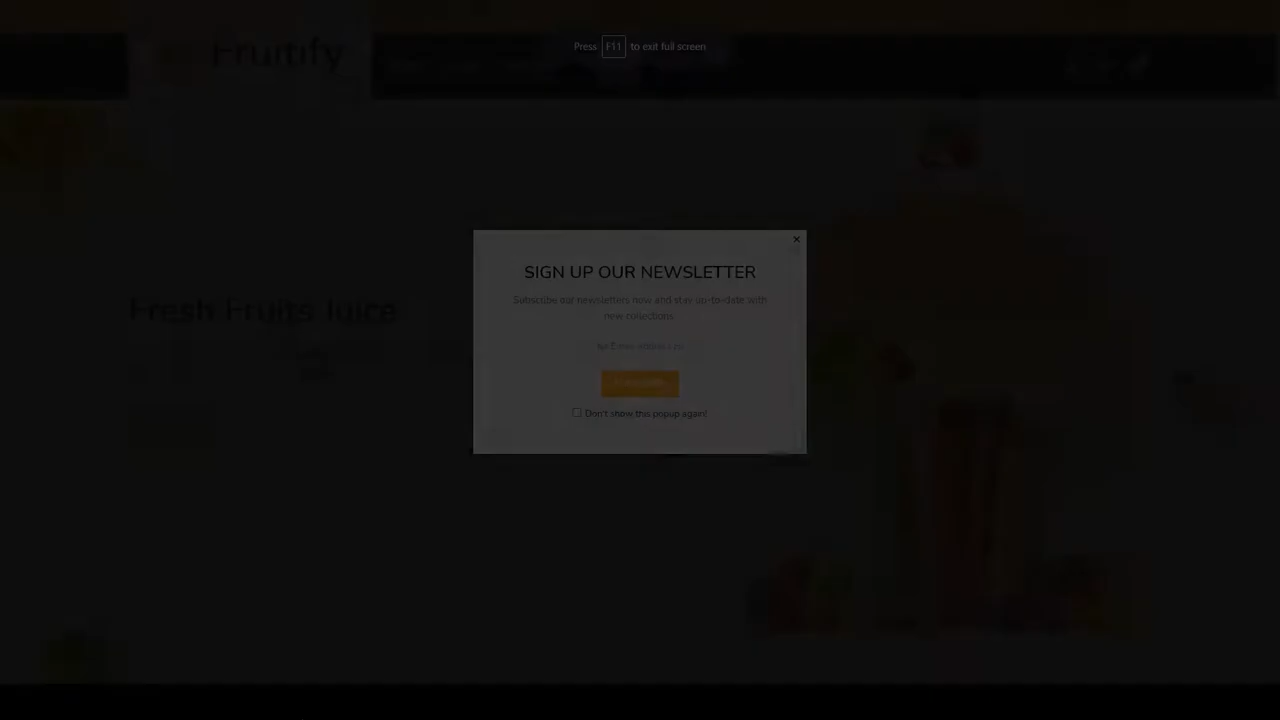 Fruitify
Press F11 to exit full screen
SIGN UP OUR NEWSLETTER
Subscribe our newsletters now and stay up-to-date with
new collections
Fresh Fruits Juice
Don't show this popup again!